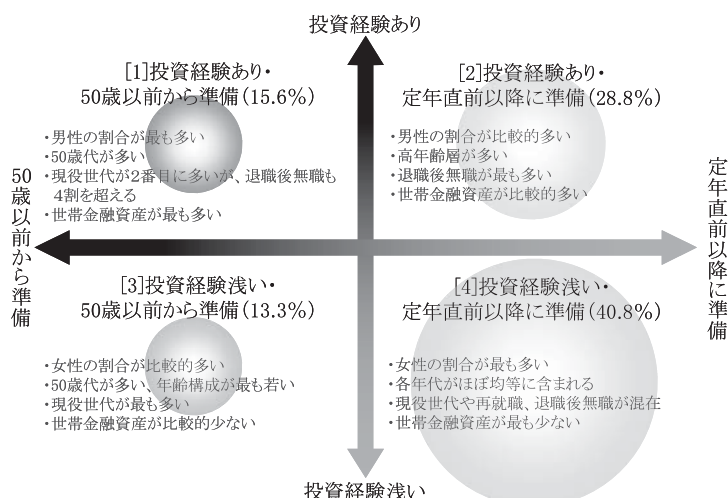 投資経験あり
[1]投資経験あり・
50歳以前から準備(15.6%)
・男性の割合が最も多い
・50歳代が多い
・現役世代が2番目に多いが、退職後無職も
4割を超える
・世帯金融資産が最も多い
[2]投資経験あり・
定年直前以降に準備(28.8%)
・男性の割合が比較的多い
・高年齢層が多い
・退職後無職が最も多い
・世帯金融資産が比較的多い
50歳以前から準備
定年直前以降に準備
[3]投資経験浅い・
50歳以前から準備(13.3%)
・女性の割合が比較的多い
・50歳代が多い、年齢構成が最も若い
・現役世代が最も多い
・世帯金融資産が比較的少ない
[4]投資経験浅い・
定年直前以降に準備(40.8%)
・女性の割合が最も多い
・各年代がほぼ均等に含まれる
・現役世代や再就職、退職後無職が混在
・世帯金融資産が最も少ない
投資経験浅い